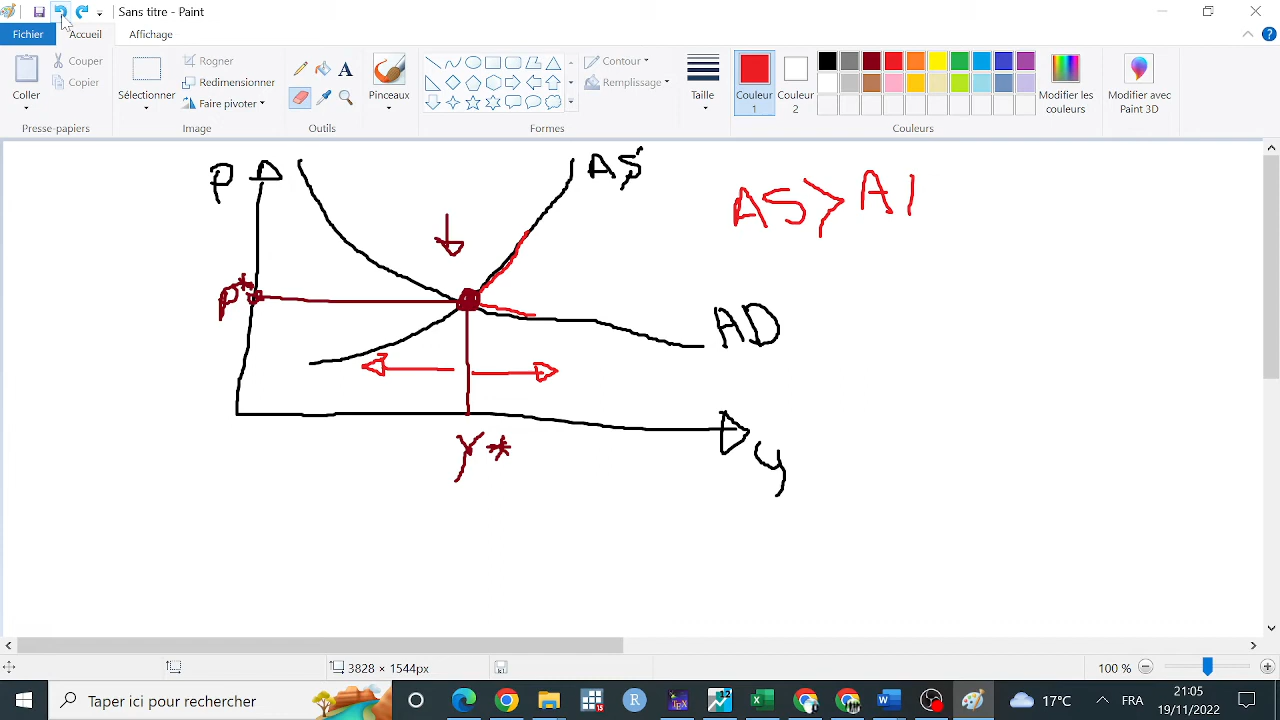 Sans titre - Paint
Fichier Accueil Affichage
Coller
Couper
Copier
Presse-papiers
Sélectionner
Rogner
Redimensionner
Faire pivoter
Image
A
Outils
Pinceaux
Contour
Remplissage
Formes
Taille
Couleur 1
Couleur 2
Couleurs
Modifier les couleurs
Modifier avec Paint 3D
P
AS
AS > A
P*
AD
Y*
y
3828 × 1544px
100 %
Taper ici pour rechercher
17°C
FRA
21:05
19/11/2022